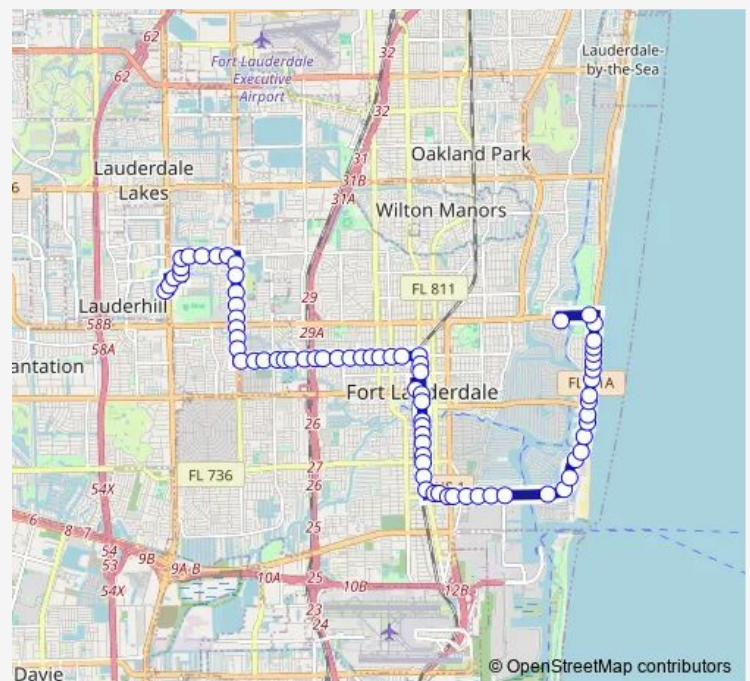 62
Lauderdale-
by-the-Sea
32
Fort Lauderdale
Executive
Airport
62
32
31
Oakland Park
Lauderdale
Lakes
31B
6
31A
Wilton Manors
FL 811
29
Lauderhill
58B
29A
58A
antation
Fort Lauderdale
26
27
FL 736
26
54X
25
6
8
7
54
9B
53
9A-B
10A
25
10B
12B
54X
23
24
Davie
© OpenStreetMap contributors